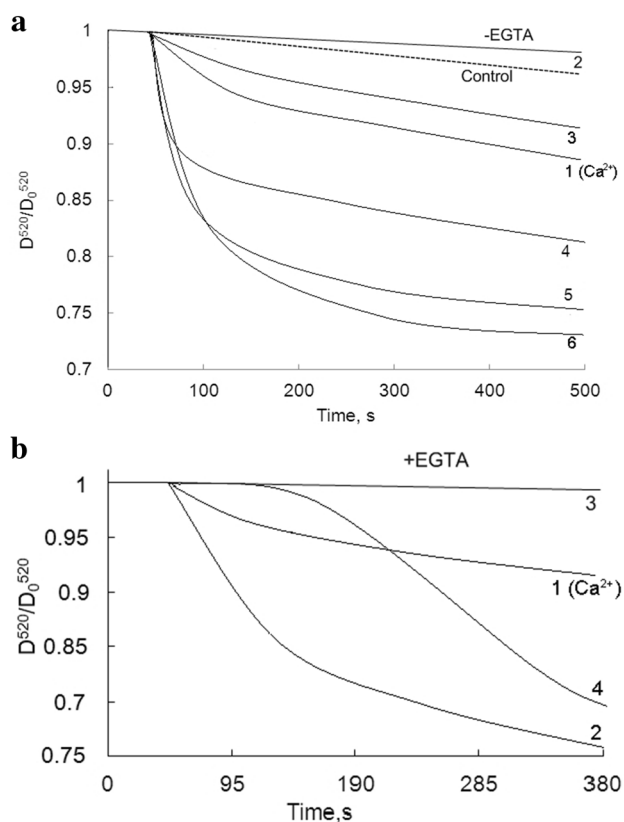 a
1
-EGTA
2
Control
0.95
3
0.9
1 (Ca²⁺)
0.85
4
0.8
5
0.75
6
0.7
D⁵²⁰/D₀⁵²⁰
0 100 200 300 400 500
Time, s
b
+EGTA
1
3
0.95
1 (Ca²⁺)
0.9
0.85
4
0.7
2
0.75
D⁵²⁰/D₀⁵²⁰
0 95 190 285 380
Time,s